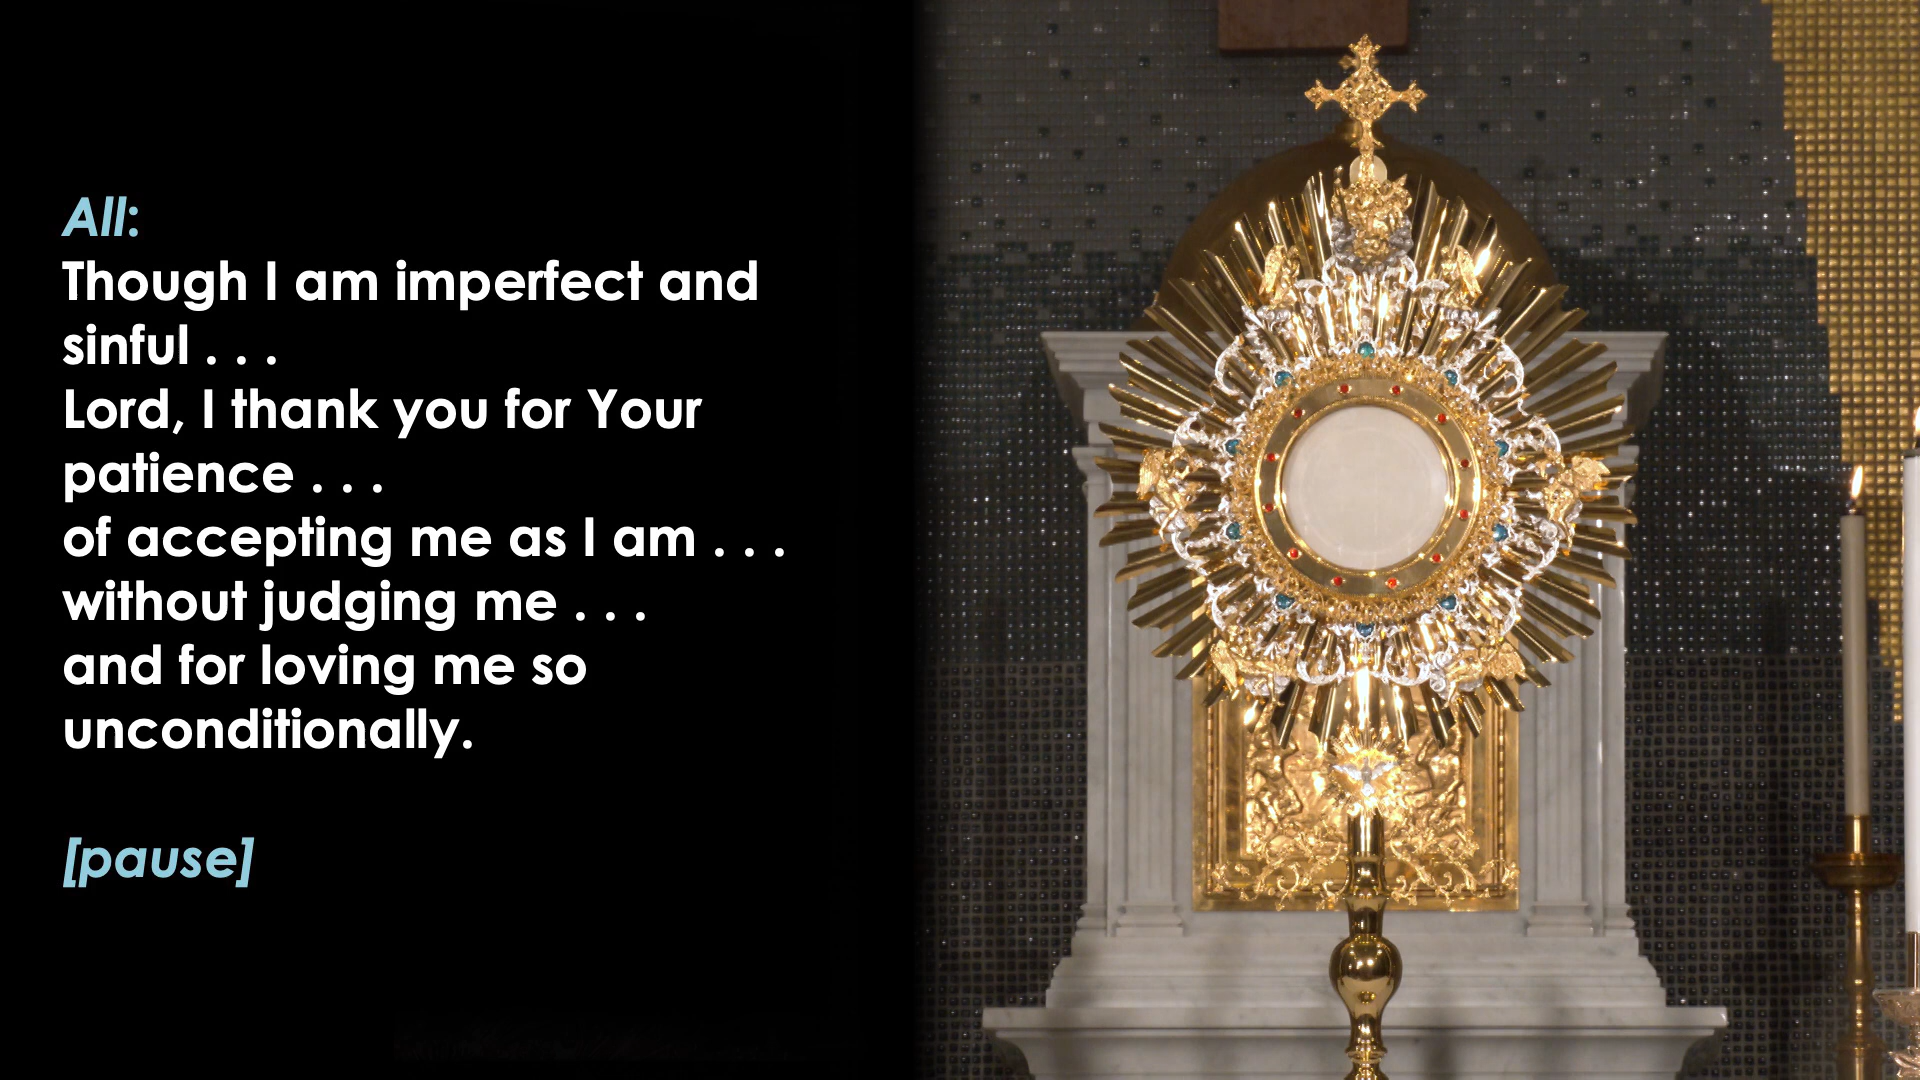 All:
Though I am imperfect and
sinful . . .
Lord, I thank you for Your
patience . . .
of accepting me as I am . . .
without judging me . . .
and for loving me so
unconditionally.
[pause]